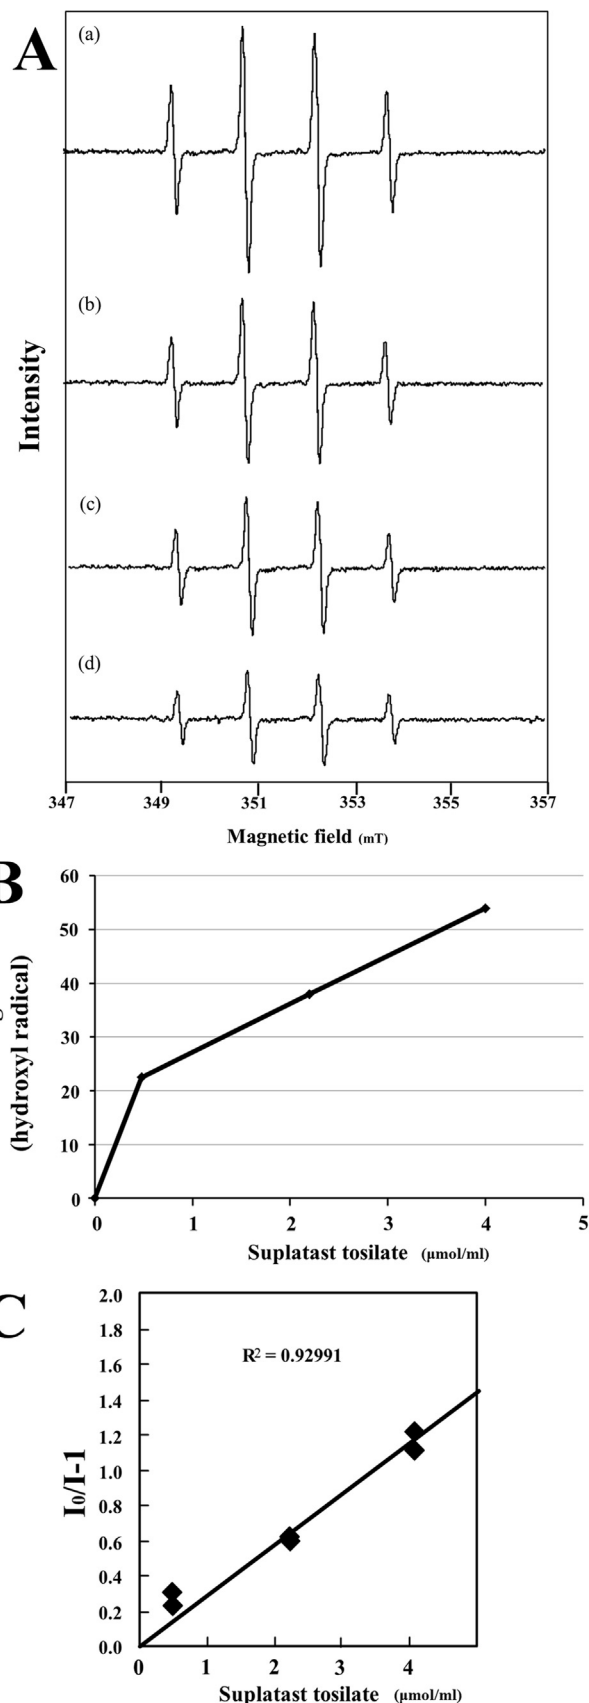 A
(a)
(b)
(c)
(d)
Intensity
347 349 351 353 355 357
Magnetic field (mT)
B
60
50
40
30
20
10
0
(hydroxyl radical)
0 1 2 3 4 5
Suplatast tosilate (μmol/ml)
C
2.0
1.8
1.6
1.4
1.2
1.0
0.8
0.6
0.4
0.2
0.0
R² = 0.92991
I₀/I-1
0 1 2 3 4
Suplatast tosilate (μmol/ml)